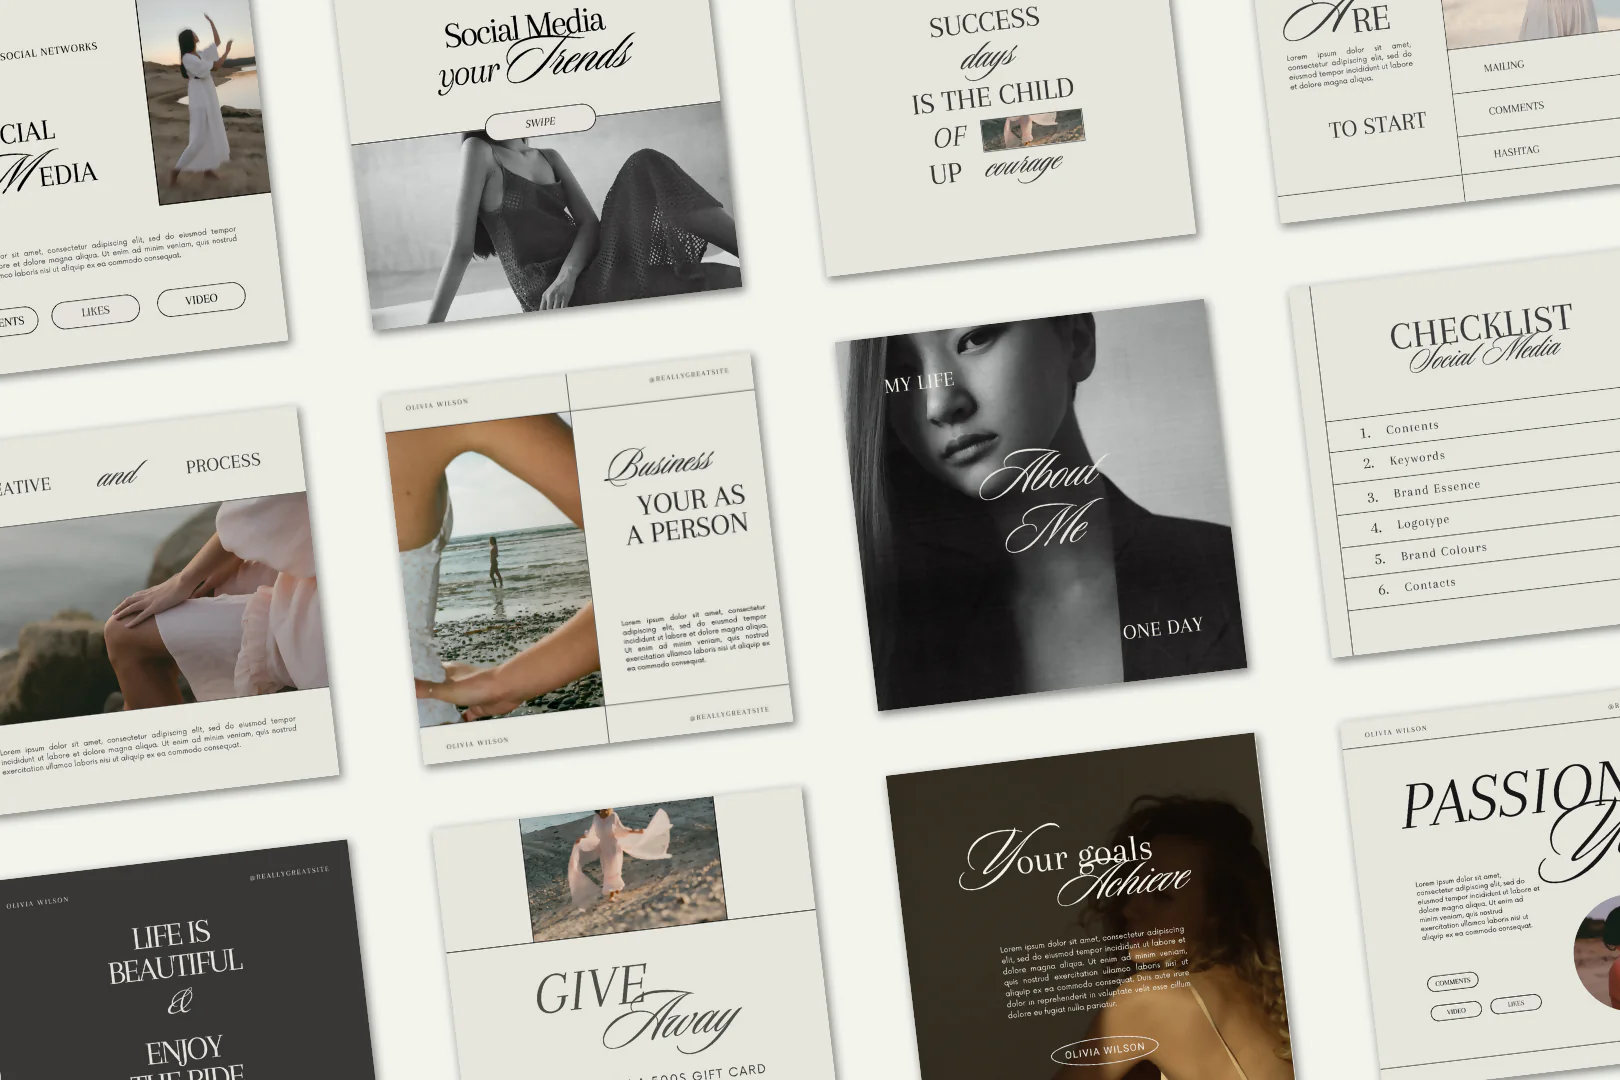 SOCIAL NETWORKS
CIAL
MEDIA
or sit amet, consectetur adipiscing elit, sed do eiusmod tempor
ore et dolore magna aliqua. Ut enim ad minim veniam, quis nostrud
mco laboris nisi ut aliquip ex ea commodo consequat.
ENTS
LIKES
VIDEO
Social Media
your Trends
SWIPE
SUCCESS
days
IS THE CHILD
OF
UP courage
ARE
Lorem ipsum dolor sit amet,
consectetur adipiscing elit, sed do
eiusmod tempor incididunt ut labore
et dolore magna aliqua.
TO START
MAILING
COMMENTS
HASHTAG
EATIVE and PROCESS
Lorem ipsum dolor sit amet, consectetur adipiscing elit, sed do eiusmod tempor
incididunt ut labore et dolore magna aliqua. Ut enim ad minim veniam, quis nostrud
exercitation ullamco laboris nisi ut aliquip ex ea commodo consequat.
OLIVIA WILSON
@REALLYGREATSITE
Business
YOUR AS
A PERSON
Lorem ipsum dolor sit amet, consectetur
adipiscing elit, sed do eiusmod tempor
incididunt ut labore et dolore magna aliqua.
Ut enim ad minim veniam, quis nostrud
exercitation ullamco laboris nisi ut aliquip ex
ea commodo consequat.
OLIVIA WILSON
@REALLYGREATSITE
MY LIFE
About
Me
ONE DAY
CHECKLIST
Social Media
1. Contents
2. Keywords
3. Brand Essence
4. Logotype
5. Brand Colours
6. Contacts
OLIVIA WILSON
@REALLYGREATSITE
LIFE IS
BEAUTIFUL
&
ENJOY
THE RIDE
GIVE
Away
A 500$ GIFT CARD
Your goals
Achieve
Lorem ipsum dolor sit amet, consectetur adipiscing
elit, sed do eiusmod tempor incididunt ut labore et
dolore magna aliqua. Ut enim ad minim veniam,
quis nostrud exercitation ullamco laboris nisi ut
aliquip ex ea commodo consequat. Duis aute irure
dolor in reprehenderit in voluptate velit esse cillum
dolore eu fugiat nulla pariatur.
OLIVIA WILSON
OLIVIA WILSON
@R
PASSION
Yo
Lorem ipsum dolor sit amet,
consectetur adipiscing elit, sed do
eiusmod tempor incididunt ut labore et
dolore magna aliqua. Ut enim ad
minim veniam, quis nostrud
exercitation ullamco laboris nisi ut
aliquip ex ea commodo consequat.
COMMENTS
VIDEO
LIKES